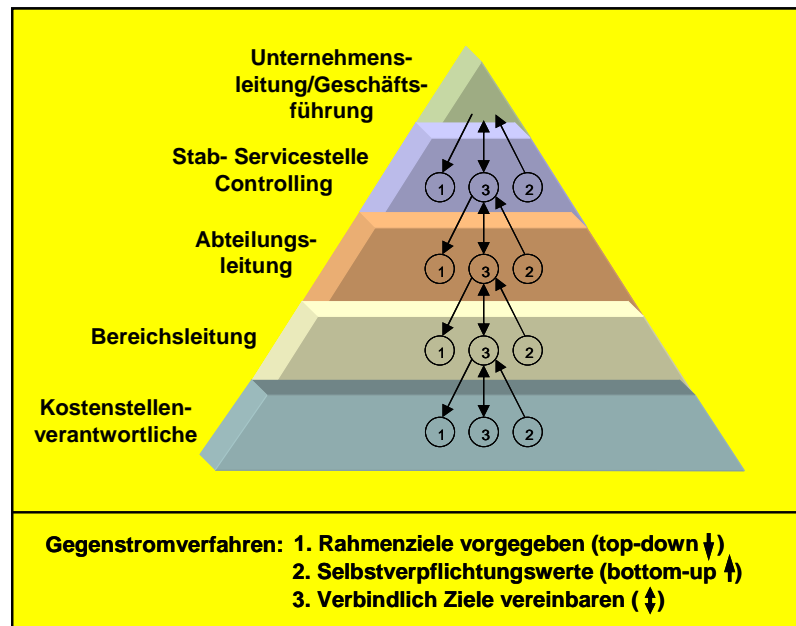 Unternehmens-
leitung/Geschäfts-
führung
Stab- Servicestelle
Controlling
1 3 2
Abteilungs-
leitung
1 3 2
Bereichsleitung
1 3 2
Kostenstellen-
verantwortliche
1 3 2
Gegenstromverfahren: 1. Rahmenziele vorgegeben (top-down ↓)
2. Selbstverpflichtungswerte (bottom-up ↑)
3. Verbindlich Ziele vereinbaren ( ↕)